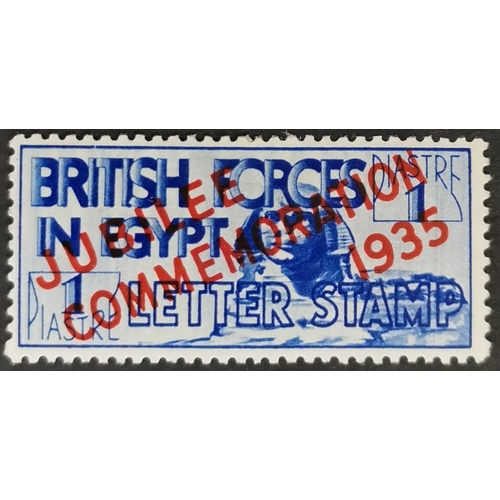 BRITISH FORCES
IN EGYPT
PIASTRE
1
1
PIASTRE
LETTER STAMP
JUBILEE
COMMEMORATION
1935